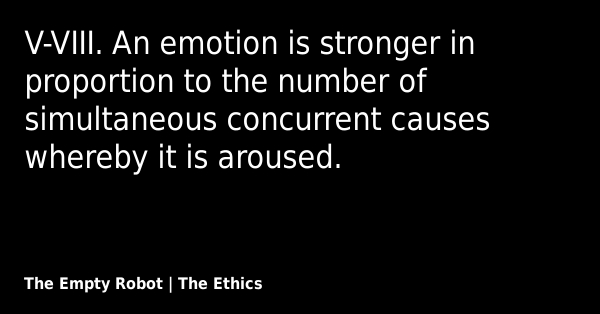 V-VIII. An emotion is stronger in
proportion to the number of
simultaneous concurrent causes
whereby it is aroused.
The Empty Robot | The Ethics